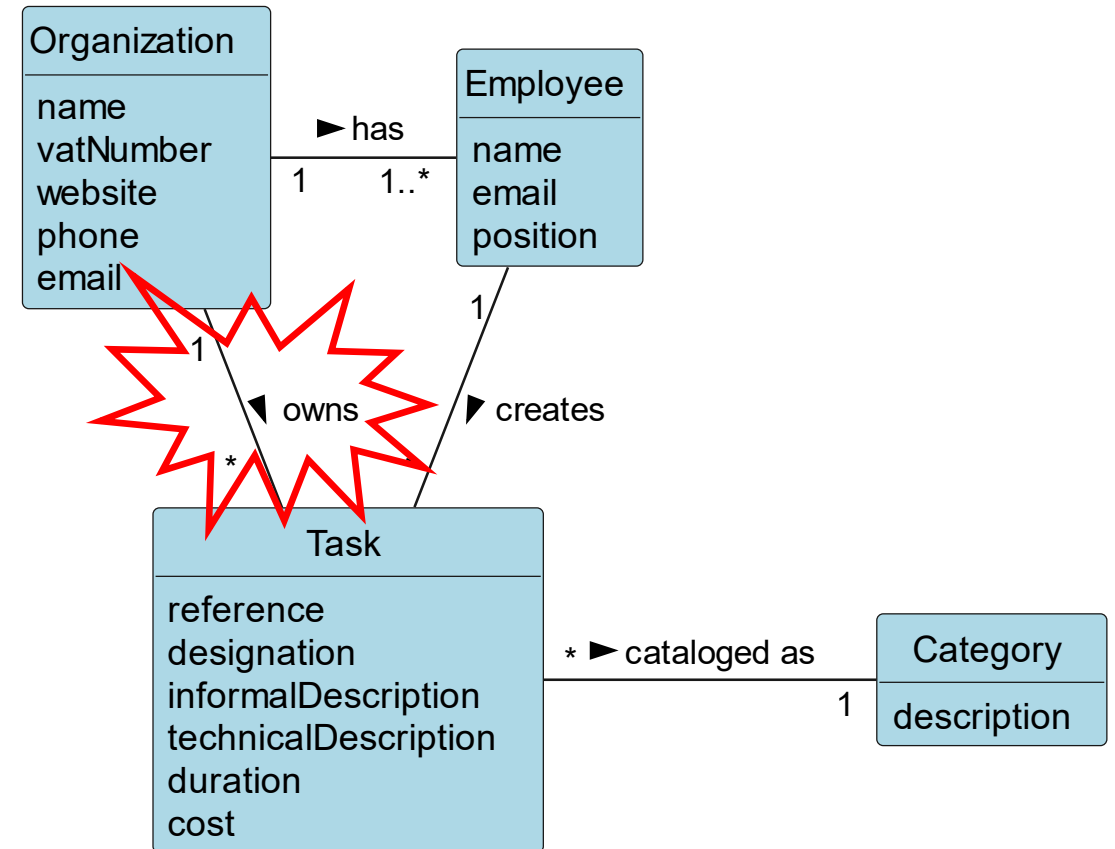 Organization
name
vatNumber
website
phone
email
Employee
name
email
position
► has
1 1..*
1
1
owns
creates
*
Task
reference
designation
informalDescription
technicalDescription
duration
cost
* ► cataloged as
1
Category
description